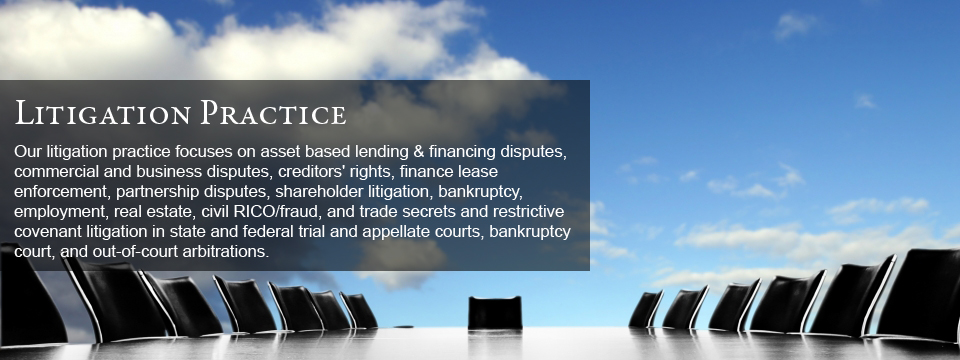 Litigation Practice
Our litigation practice focuses on asset based lending & financing disputes,
commercial and business disputes, creditors' rights, finance lease
enforcement, partnership disputes, shareholder litigation, bankruptcy,
employment, real estate, civil RICO/fraud, and trade secrets and restrictive
covenant litigation in state and federal trial and appellate courts, bankruptcy
court, and out-of-court arbitrations.